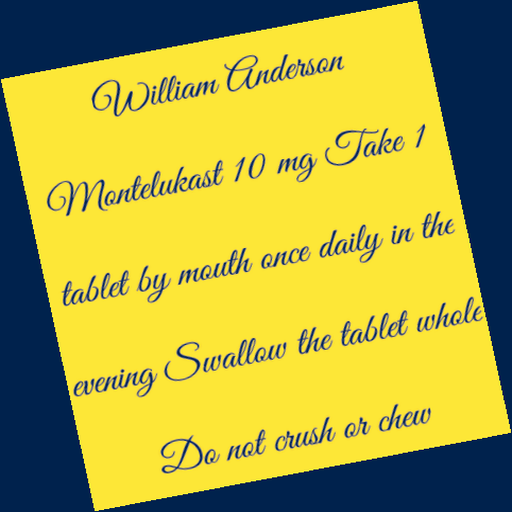 William Anderson
Montelukast 10 mg Take 1
tablet by mouth once daily in the
evening Swallow the tablet whole
Do not crush or chew